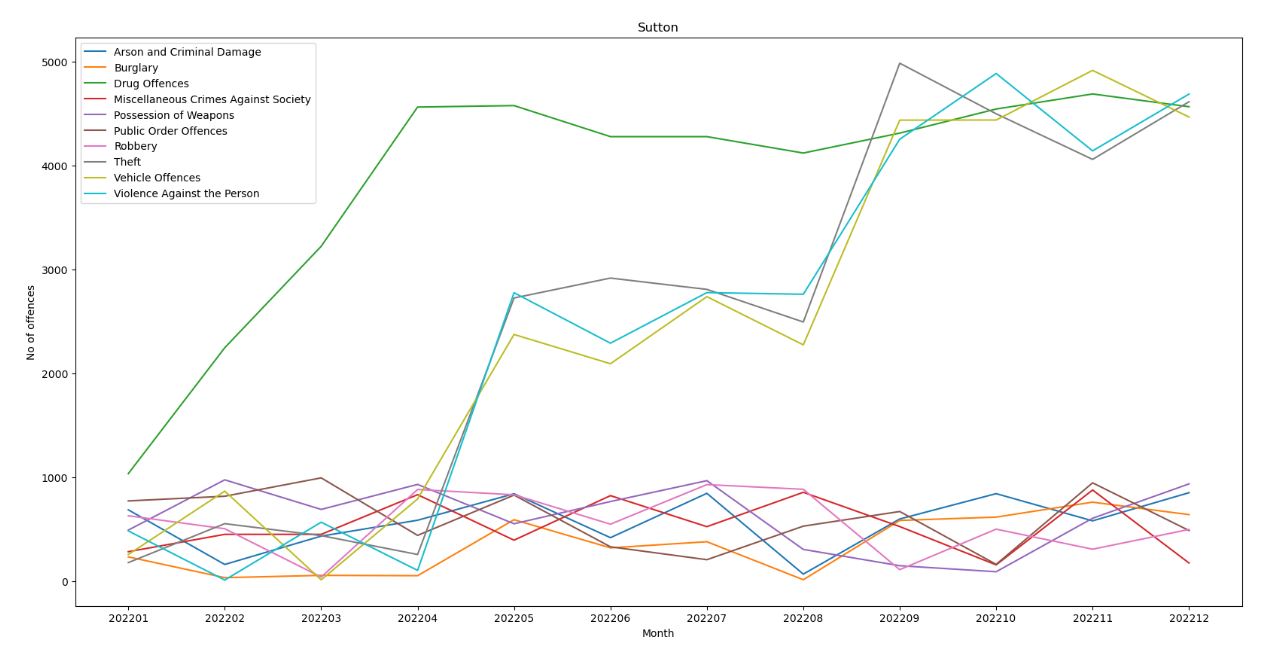 Sutton
Arson and Criminal Damage
Burglary
Drug Offences
Miscellaneous Crimes Against Society
Possession of Weapons
Public Order Offences
Robbery
Theft
Vehicle Offences
Violence Against the Person
5000
4000
3000
2000
1000
0
No of offences
202201 202202 202203 202204 202205 202206 202207 202208 202209 202210 202211 202212
Month